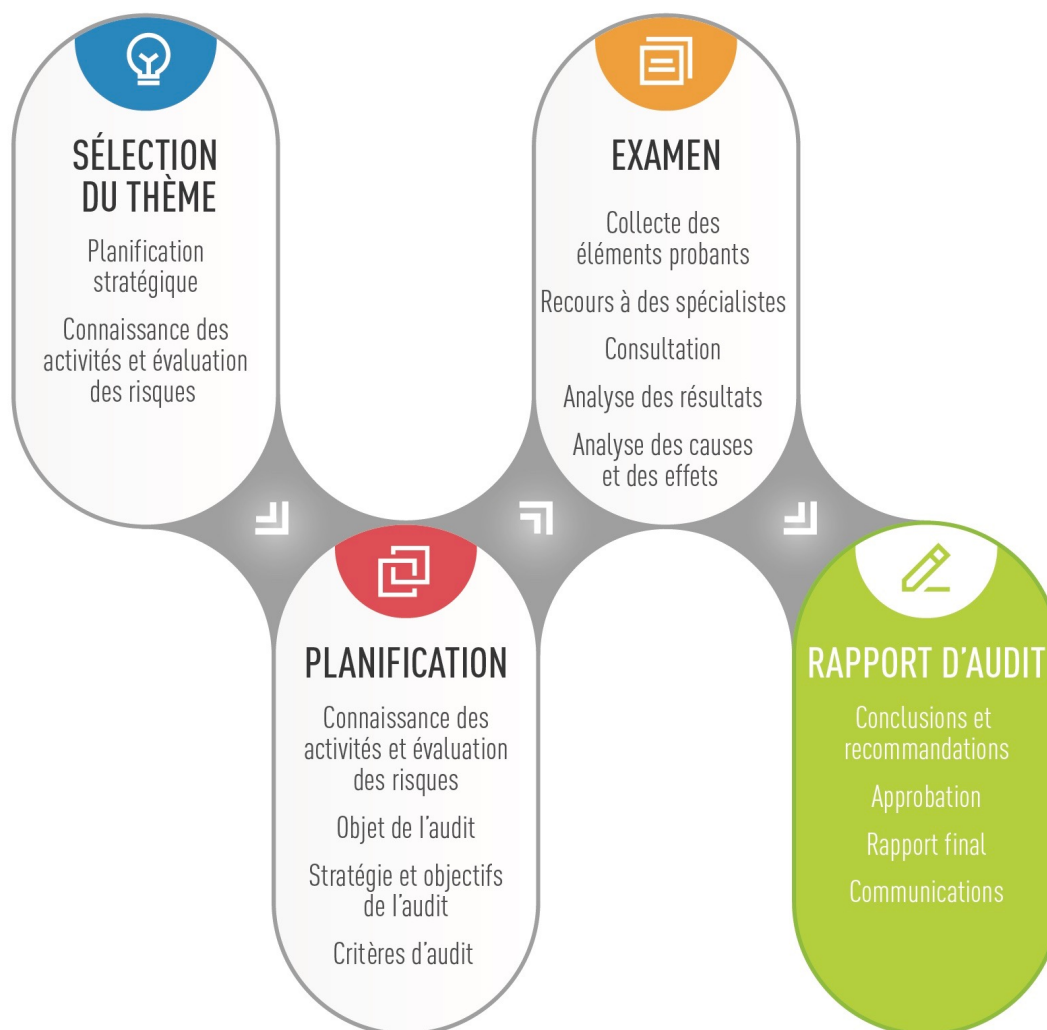 SÉLECTION
DU THÈME
Planification
stratégique
Connaissance des
activités et évaluation
des risques
PLANIFICATION
Connaissance des
activités et évaluation
des risques
Objet de l'audit
Stratégie et objectifs
de l'audit
Critères d'audit
EXAMEN
Collecte des
éléments probants
Recours à des spécialistes
Consultation
Analyse des résultats
Analyse des causes
et des effets
RAPPORT D'AUDIT
Conclusions et
recommandations
Approbation
Rapport final
Communications